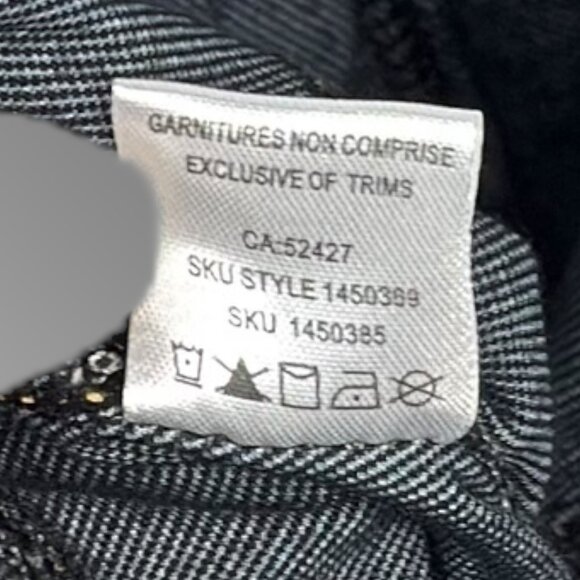 GARNITURES NON COMPRISE
EXCLUSIVE OF TRIMS
CA:52427
SKU STYLE 1450369
SKU 1450385